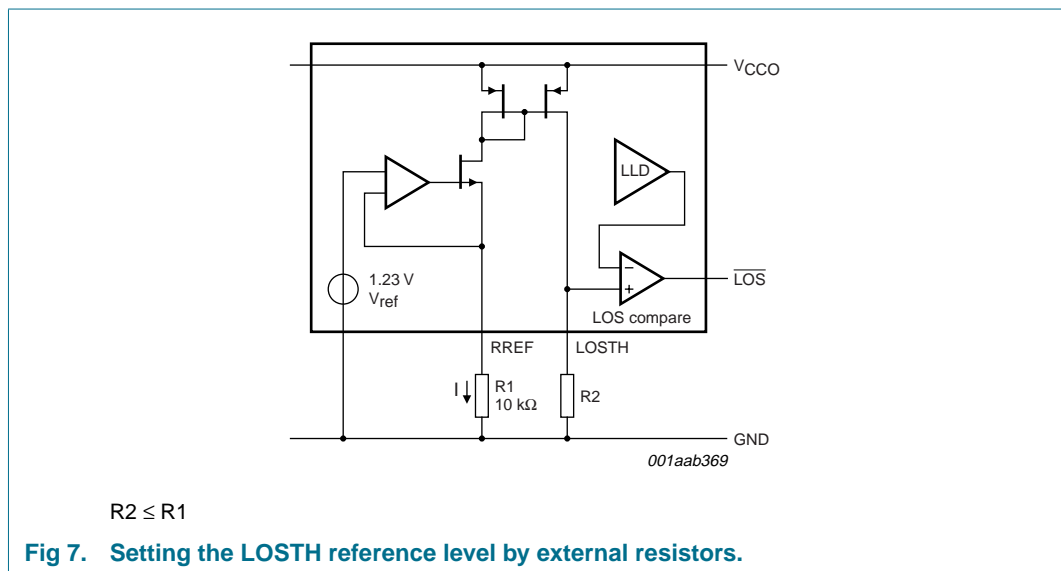 VCCO
LLD
1.23 V
Vref
−
+
LOS
LOS compare
RREF
LOSTH
I
R1
10 kΩ
R2
GND
001aab369
R2 ≤ R1
Fig 7. Setting the LOSTH reference level by external resistors.